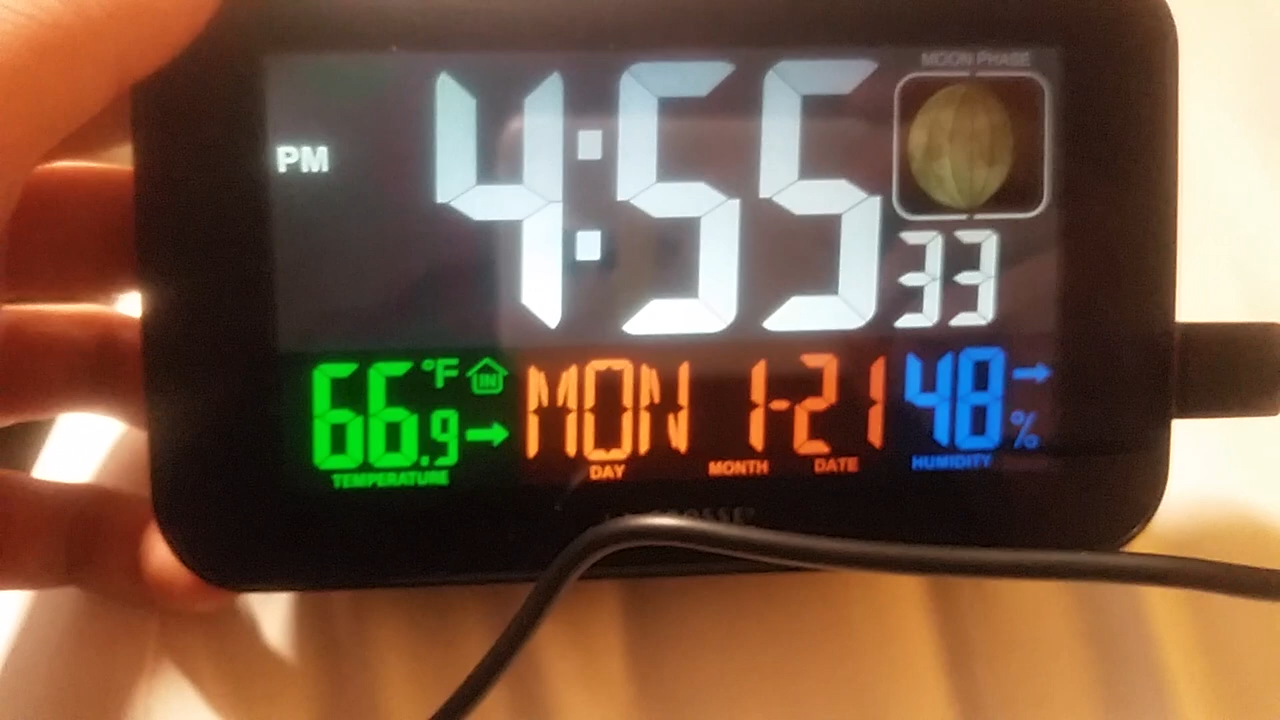 MOON PHASE
PM 4:55 33
66.9 °F IN MON 1-21 48 %
TEMPERATURE DAY MONTH DATE HUMIDITY